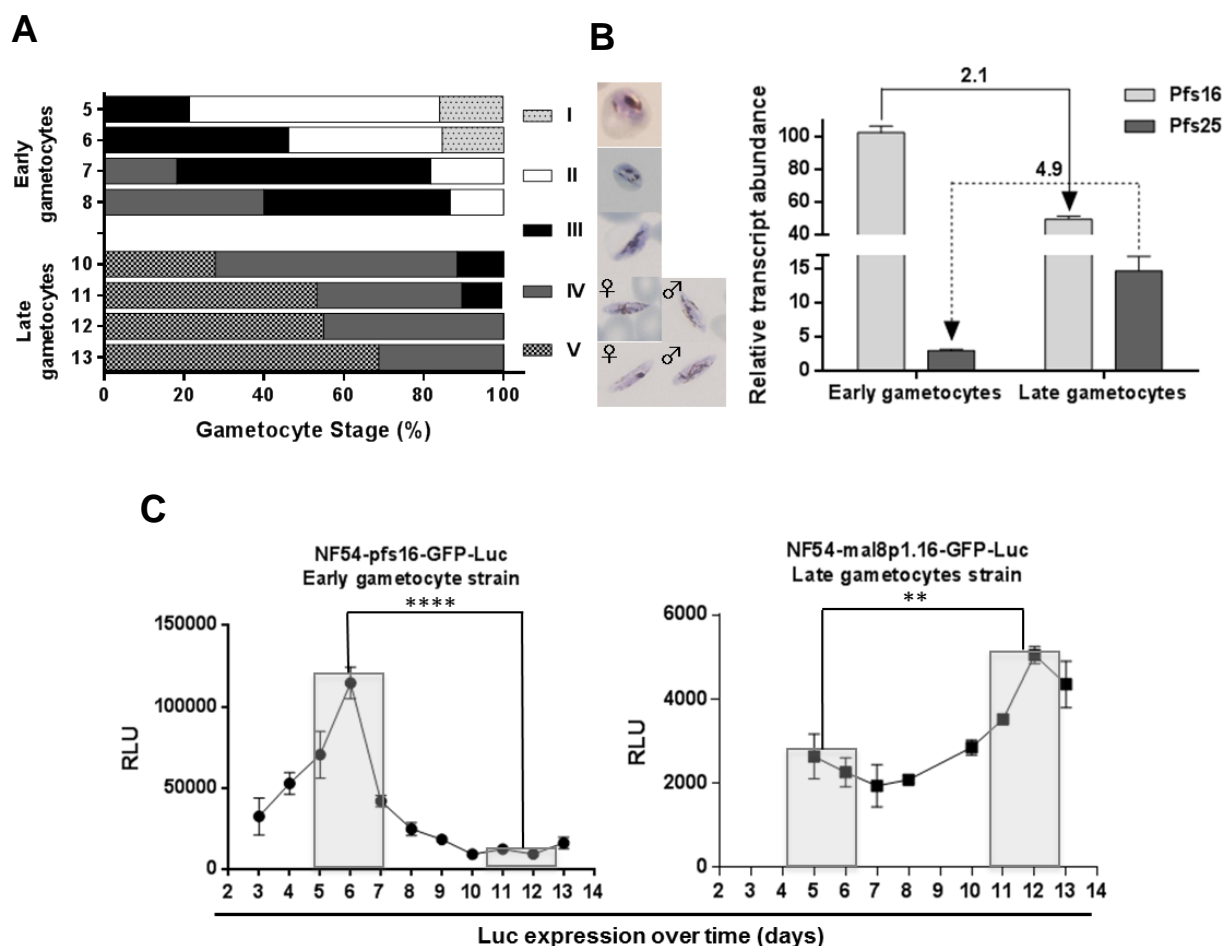 A
B
Early
gametocytes
Late
gametocytes
5
6
7
8
10
11
12
13
0
20
40
60
80
100
Gametocyte Stage (%)
I
II
III
IV
V
♀
♂
♀
♂
Relative transcript abundance
100
80
60
40
15
10
5
0
2.1
4.9
Pfs16
Pfs25
Early gametocytes
Late gametocytes
C
NF54-pfs16-GFP-Luc
Early gametocyte strain
****
RLU
150000
100000
50000
0
2 3 4 5 6 7 8 9 10 11 12 13 14
NF54-mal8p1.16-GFP-Luc
Late gametocytes strain
**
RLU
6000
4000
2000
0
2 3 4 5 6 7 8 9 10 11 12 13 14
Luc expression over time (days)